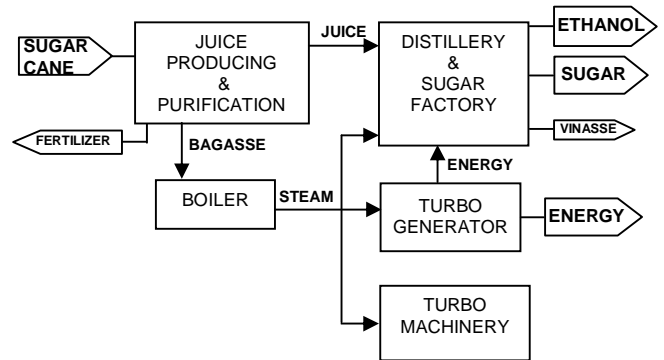 SUGAR
CANE
JUICE
PRODUCING
&
PURIFICATION
JUICE
DISTILLERY
&
SUGAR
FACTORY
ETHANOL
SUGAR
VINASSE
FERTILIZER
BAGASSE
ENERGY
BOILER
STEAM
TURBO
GENERATOR
ENERGY
TURBO
MACHINERY